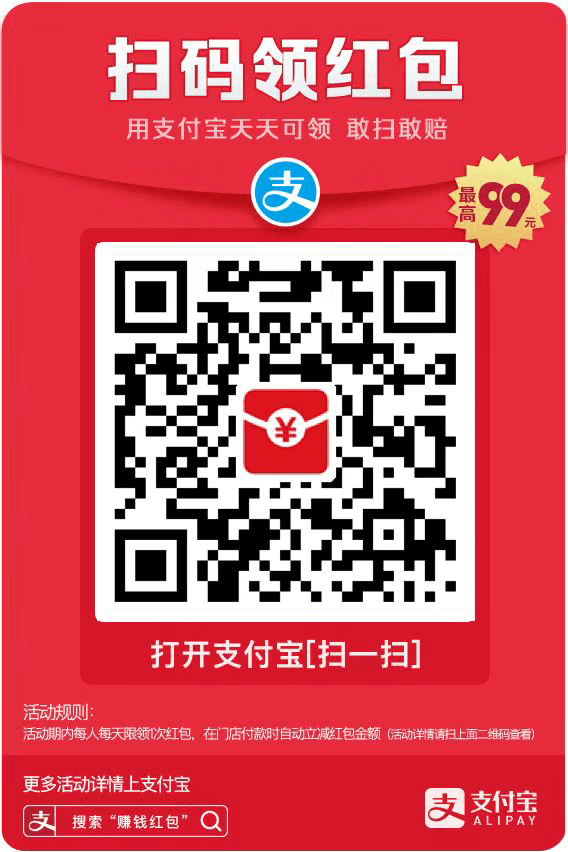 扫码领红包
用支付宝天天可领 敢扫敢赔
支
最高99元
¥
打开支付宝[扫一扫]
活动规则：
活动期内每人每天限领1次红包，在门店付款时自动立减红包金额（活动详情请扫上面二维码查看）
更多活动详情上支付宝
支 搜索“赚钱红包”
支 支付宝
ALIPAY